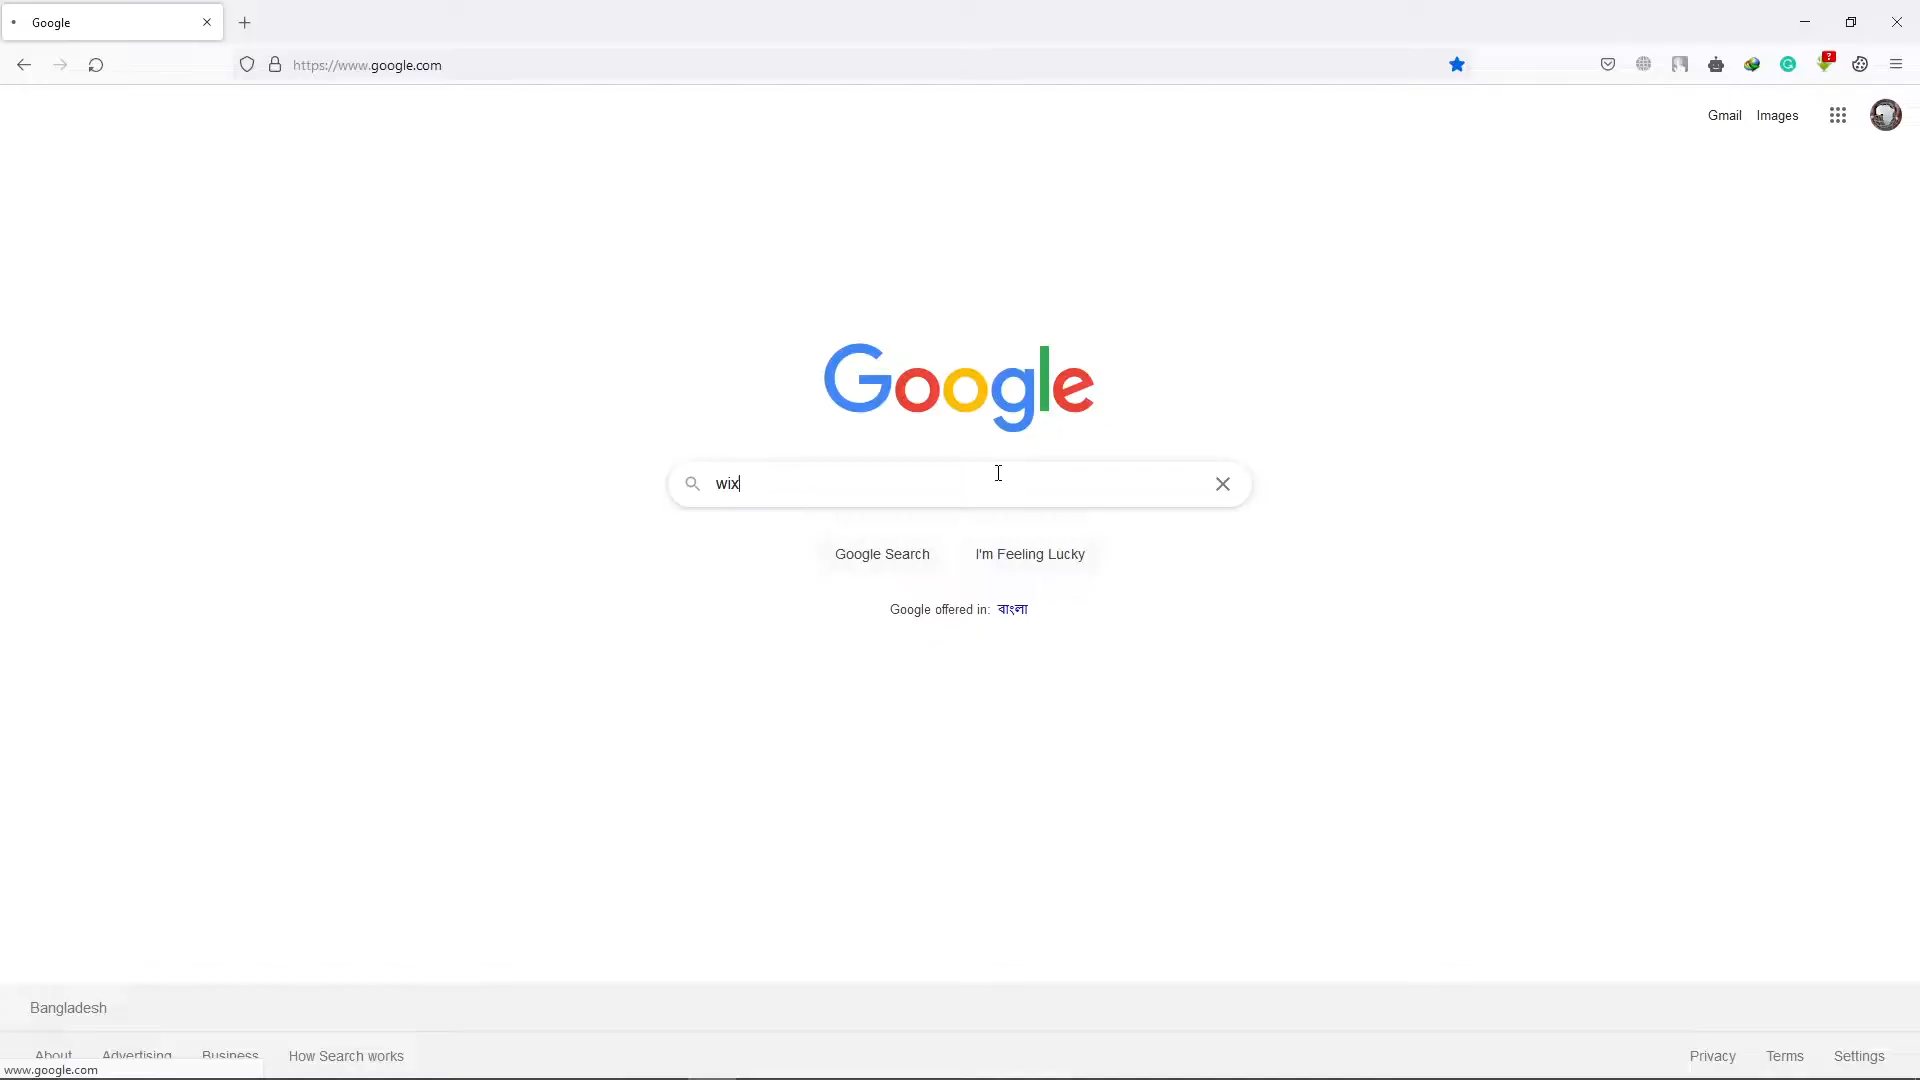 Google
https://www.google.com
?
Gmail Images
Google
wix
Google Search I'm Feeling Lucky
Google offered in: বাংলা
Bangladesh
About Advertising Business How Search works
Privacy Terms Settings
www.google.com